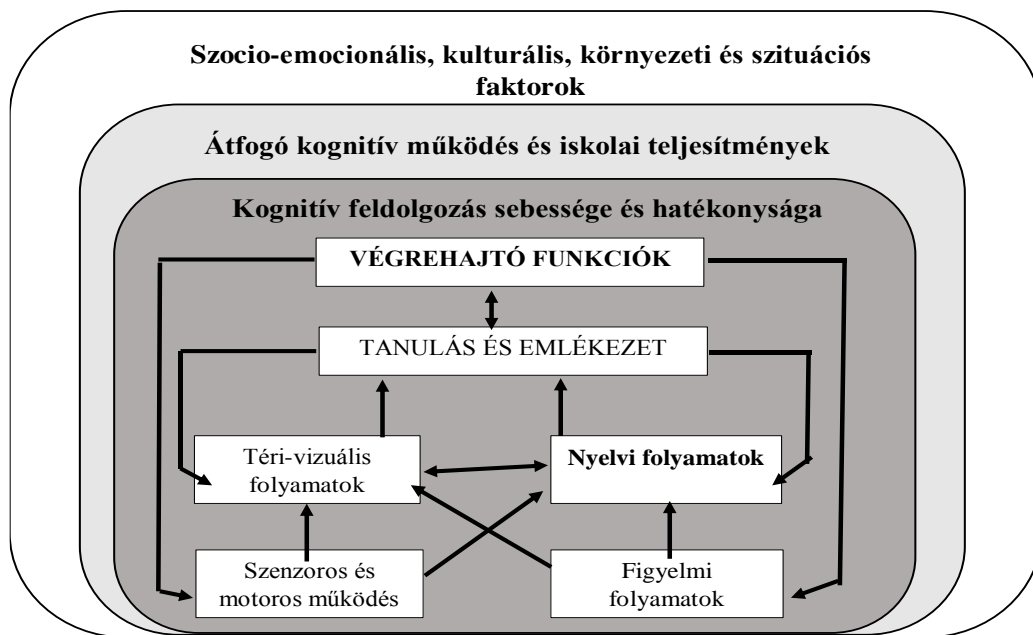 Szocio-emocionális, kulturális, környezeti és szituációs
faktorok
Átfogó kognitív működés és iskolai teljesítmények
Kognitív feldolgozás sebessége és hatékonysága
VÉGREHAJTÓ FUNKCIÓK
TANULÁS ÉS EMLÉKEZET
Téri-vizuális
folyamatok
Nyelvi folyamatok
Szenzoros és
motoros működés
Figyelmi
folyamatok